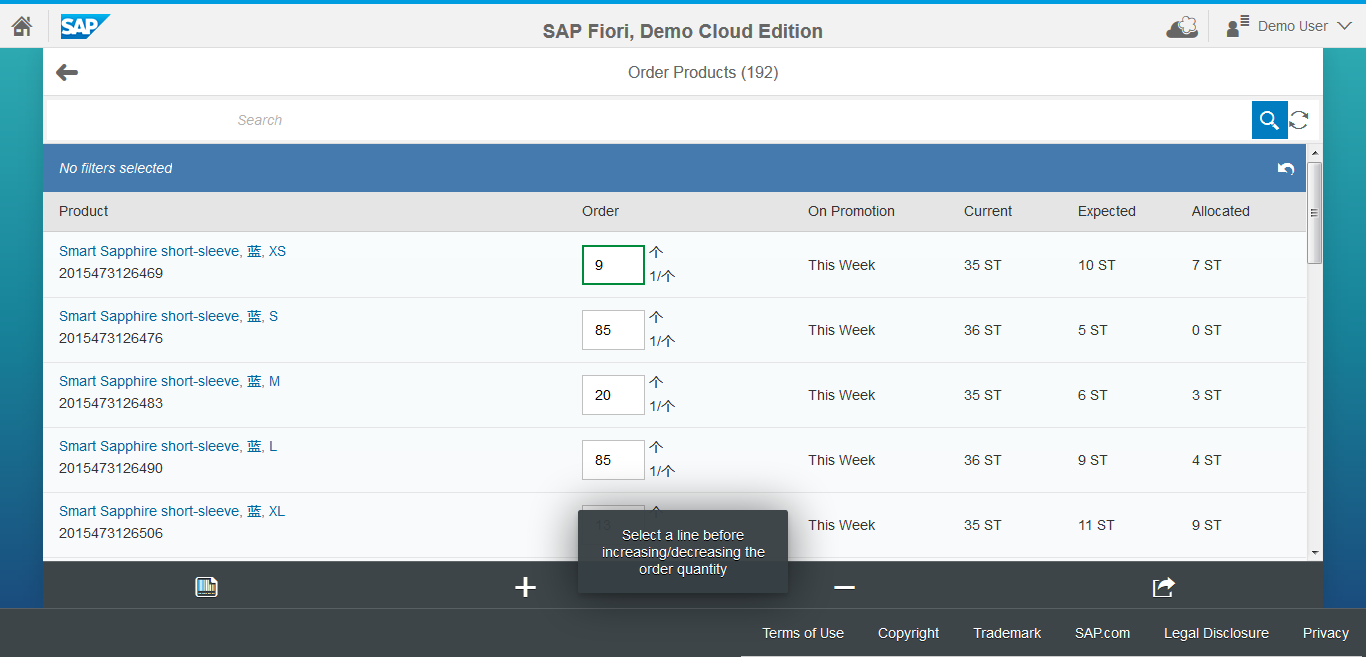 SAP
SAP Fiori, Demo Cloud Edition
Demo User
Order Products (192)
Search
No filters selected
Product Order On Promotion Current Expected Allocated
Smart Sapphire short-sleeve, 蓝, XS
2015473126469
9 个
1/个
This Week 35 ST 10 ST 7 ST
Smart Sapphire short-sleeve, 蓝, S
2015473126476
85 个
1/个
This Week 36 ST 5 ST 0 ST
Smart Sapphire short-sleeve, 蓝, M
2015473126483
20 个
1/个
This Week 35 ST 6 ST 3 ST
Smart Sapphire short-sleeve, 蓝, L
2015473126490
85 个
1/个
This Week 36 ST 9 ST 4 ST
Smart Sapphire short-sleeve, 蓝, XL
2015473126506
This Week 35 ST 11 ST 9 ST
Select a line before
increasing/decreasing the
order quantity
Terms of Use Copyright Trademark SAP.com Legal Disclosure Privacy